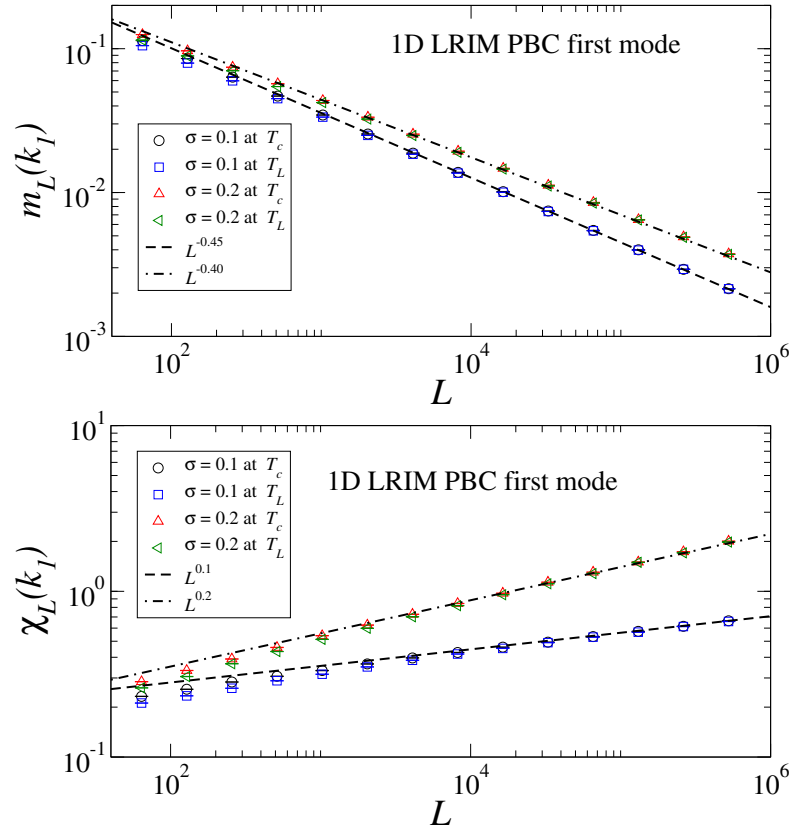 10^-1
1D LRIM PBC first mode
m_L(k_1)
σ = 0.1 at T_c
σ = 0.1 at T_L
σ = 0.2 at T_c
σ = 0.2 at T_L
L^-0.45
L^-0.40
10^-2
10^-3
10^2 10^4 10^6
L
10^1
σ = 0.1 at T_c
σ = 0.1 at T_L
1D LRIM PBC first mode
σ = 0.2 at T_c
σ = 0.2 at T_L
L^0.1
L^0.2
χ_L(k_1)
10^0
10^-1
10^2 10^4 10^6
L